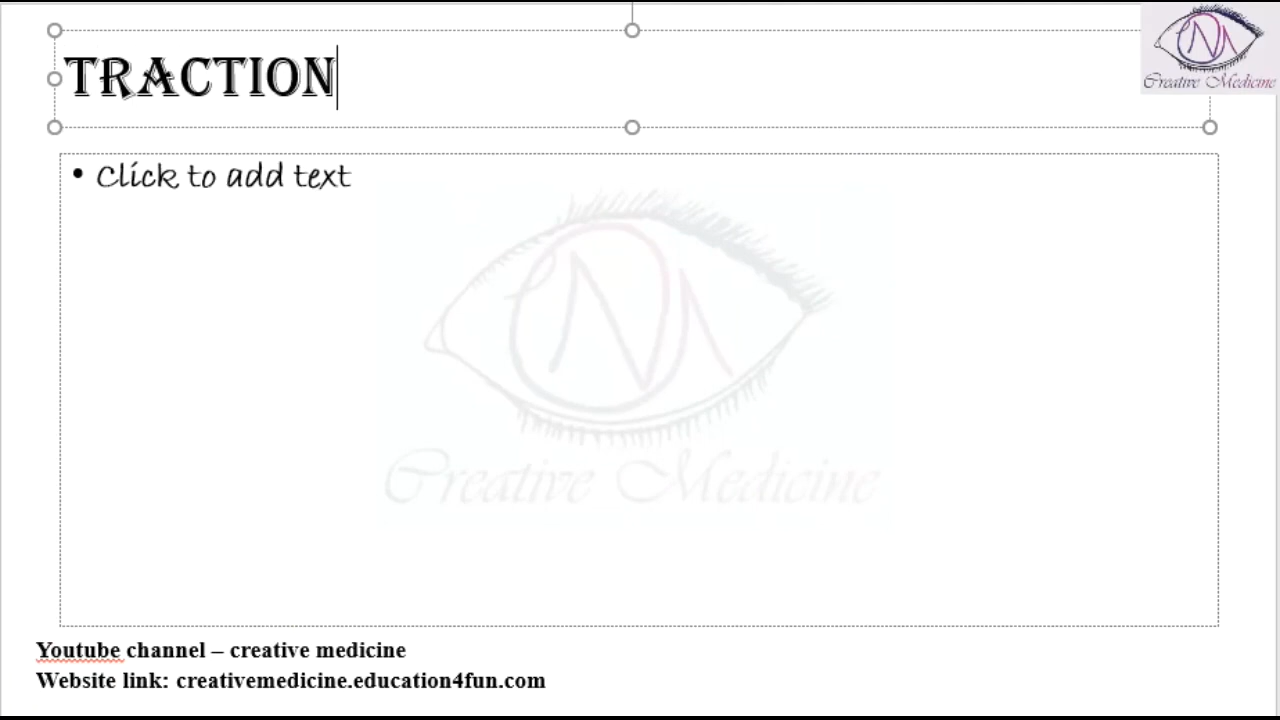 TRACTION
Creative Medicine
• Click to add text
Creative Medicine
Youtube channel – creative medicine
Website link: creativemedicine.education4fun.com